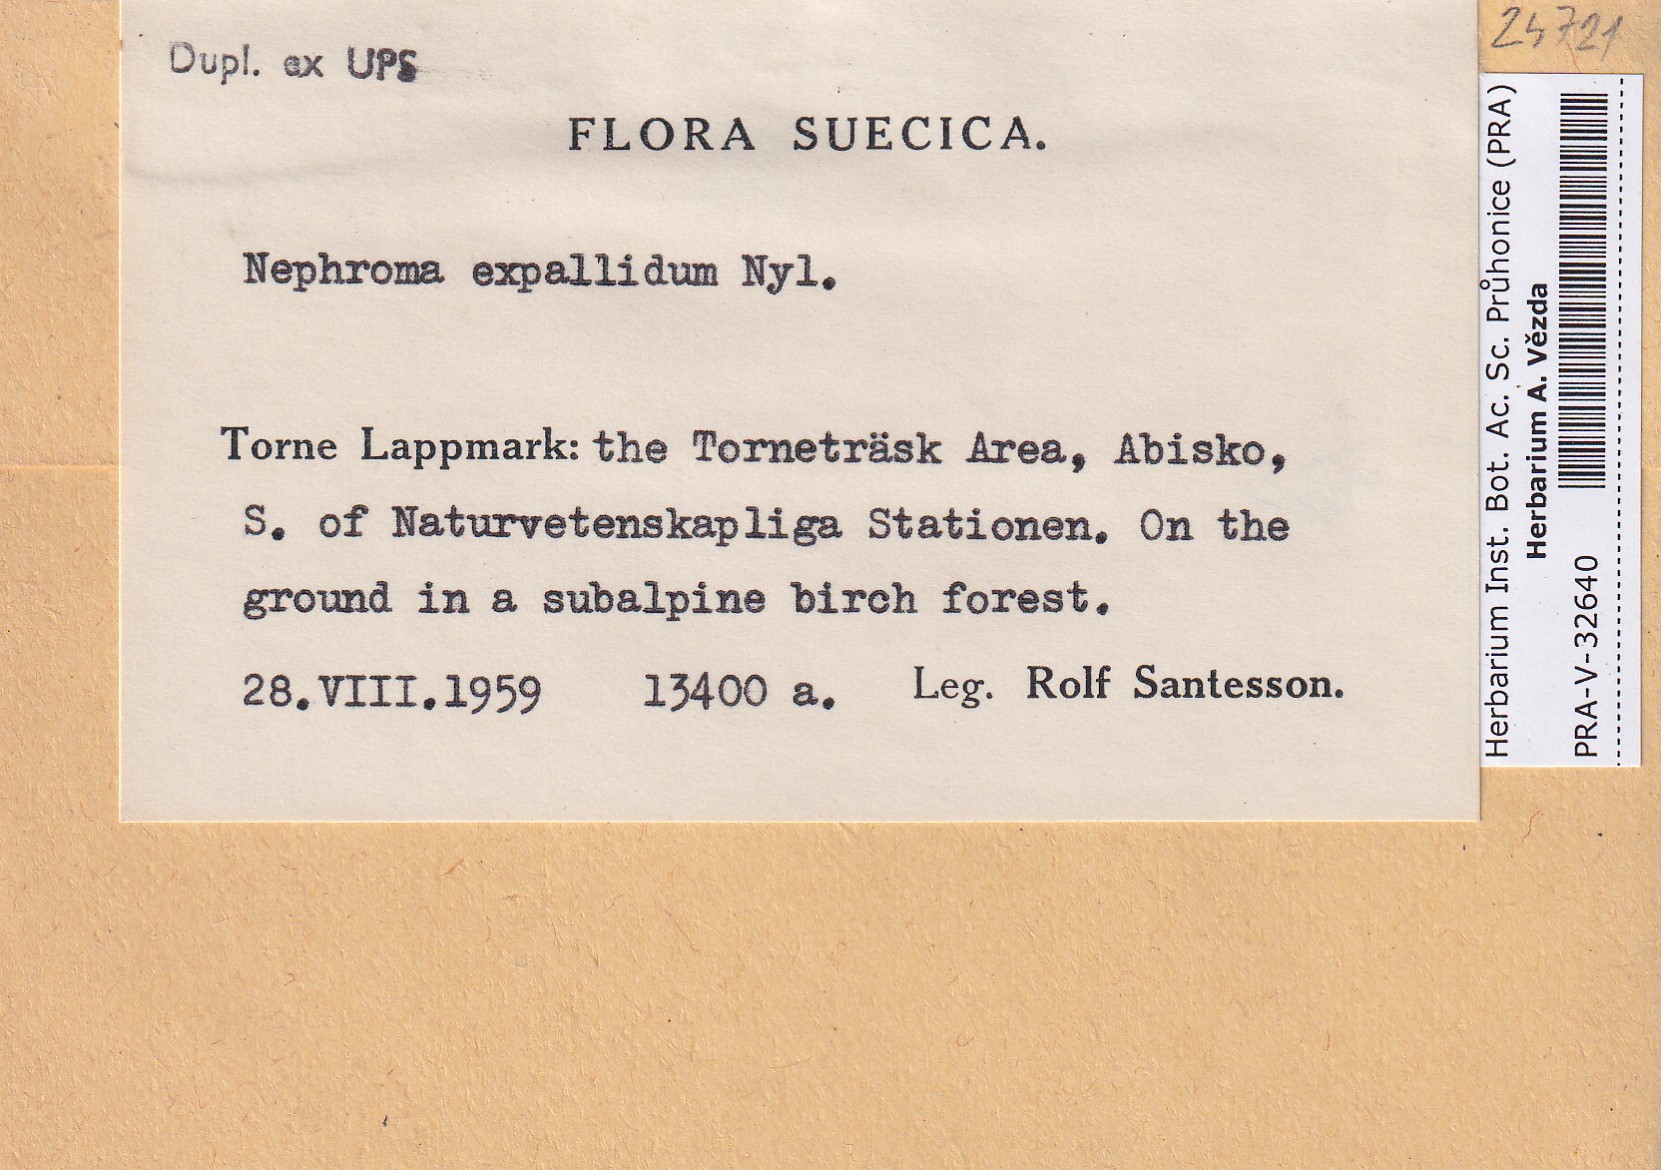 24721
Dupl. ex UPS
FLORA SUECICA.
Nephroma expallidum Nyl.
Torne Lappmark: the Torneträsk Area, Abisko,
S. of Naturvetenskapliga Stationen. On the
ground in a subalpine birch forest.
28.VIII.1959 13400 a. Leg. Rolf Santesson.
Herbarium Inst. Bot. Ac. Sc. Průhonice (PRA)
Herbarium A. Vězda
PRA-V-32640